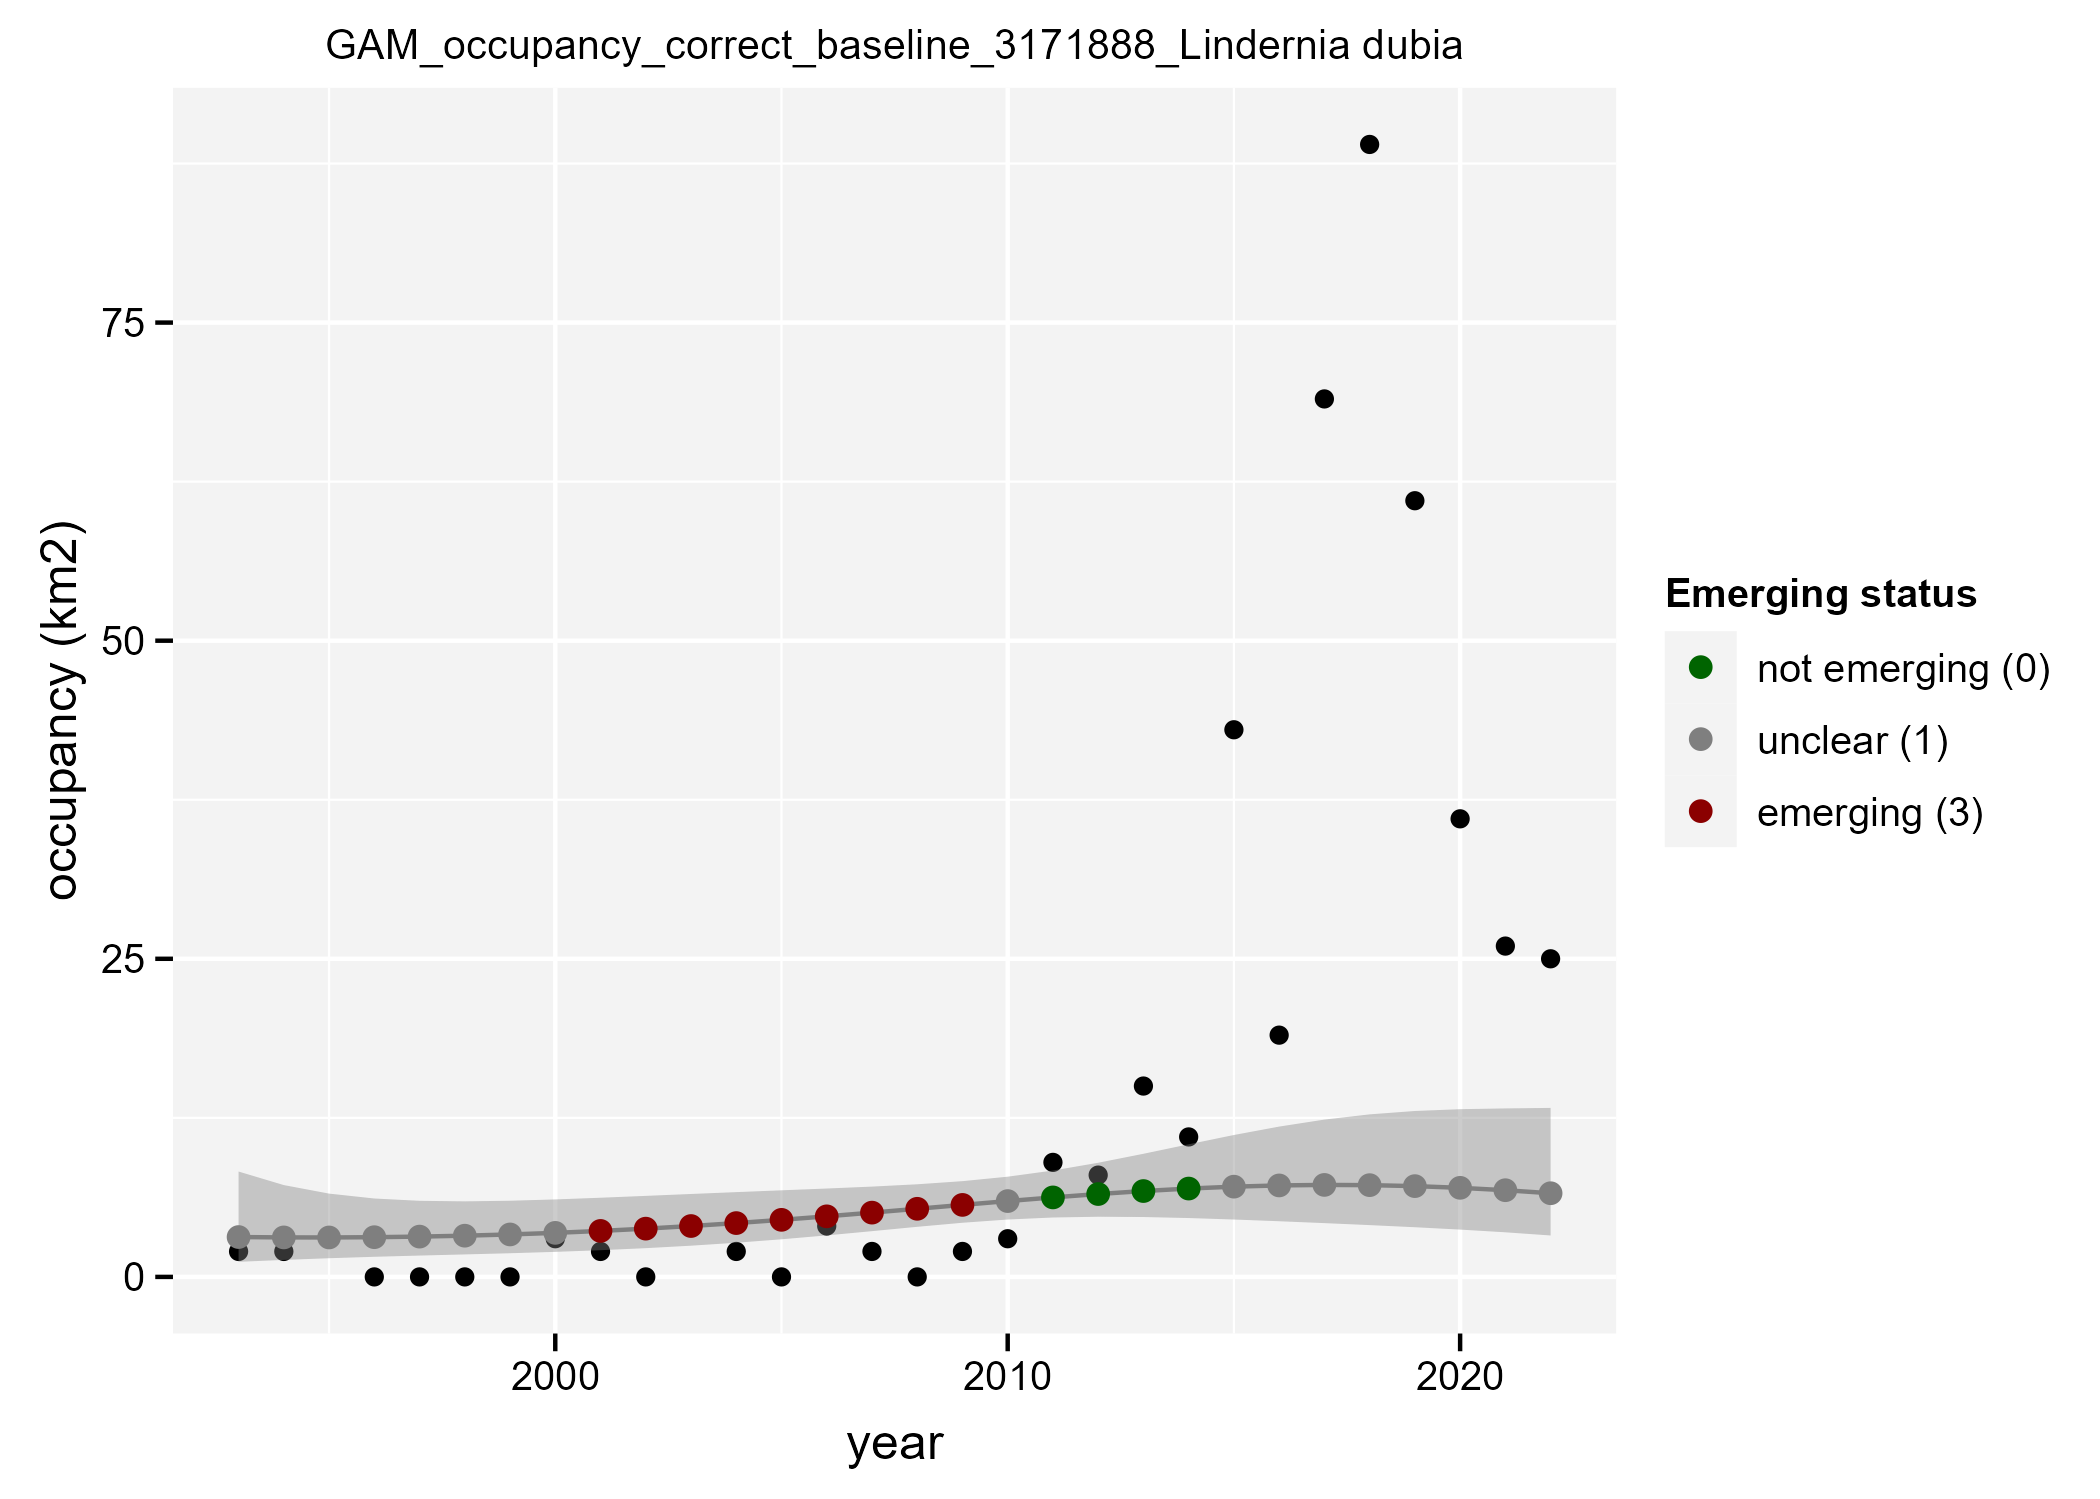 GAM_occupancy_correct_baseline_3171888_Lindernia dubia
75
50
25
0
occupancy (km2)
2000 2010 2020
year
Emerging status
not emerging (0)
unclear (1)
emerging (3)